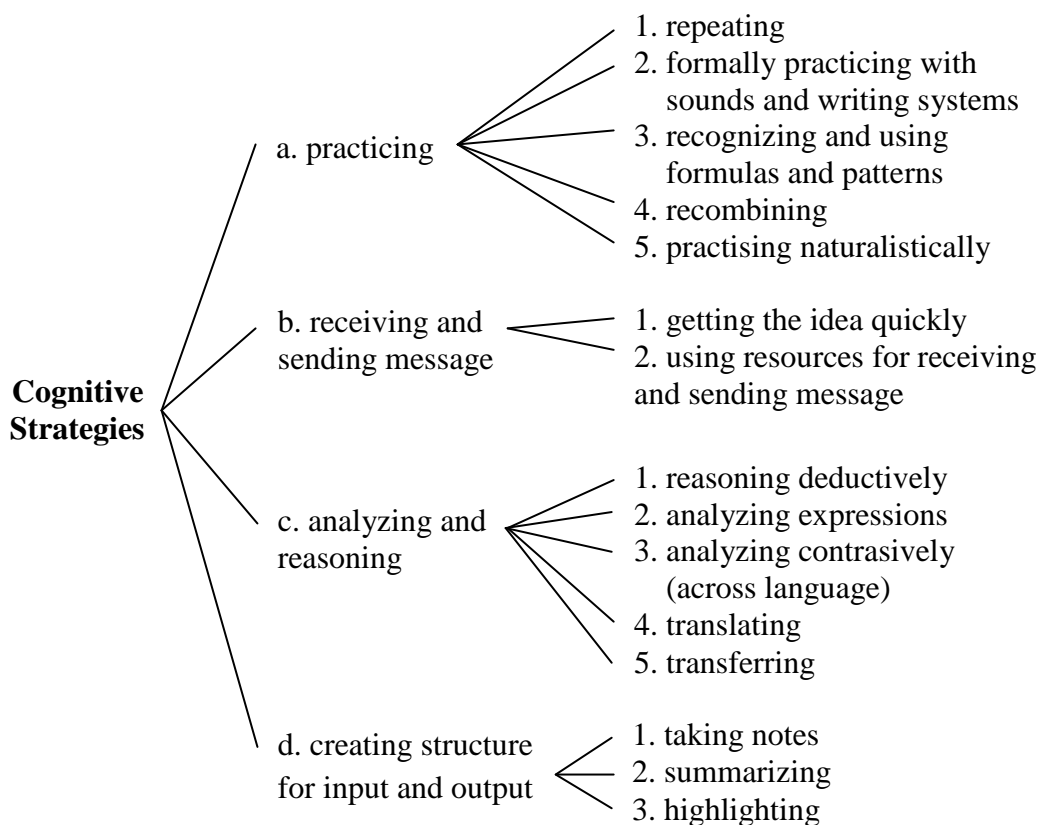 Cognitive
Strategies
a. practicing
1. repeating
2. formally practicing with
sounds and writing systems
3. recognizing and using
formulas and patterns
4. recombining
5. practising naturalistically
b. receiving and
sending message
1. getting the idea quickly
2. using resources for receiving
and sending message
c. analyzing and
reasoning
1. reasoning deductively
2. analyzing expressions
3. analyzing contrasively
(across language)
4. translating
5. transferring
d. creating structure
for input and output
1. taking notes
2. summarizing
3. highlighting